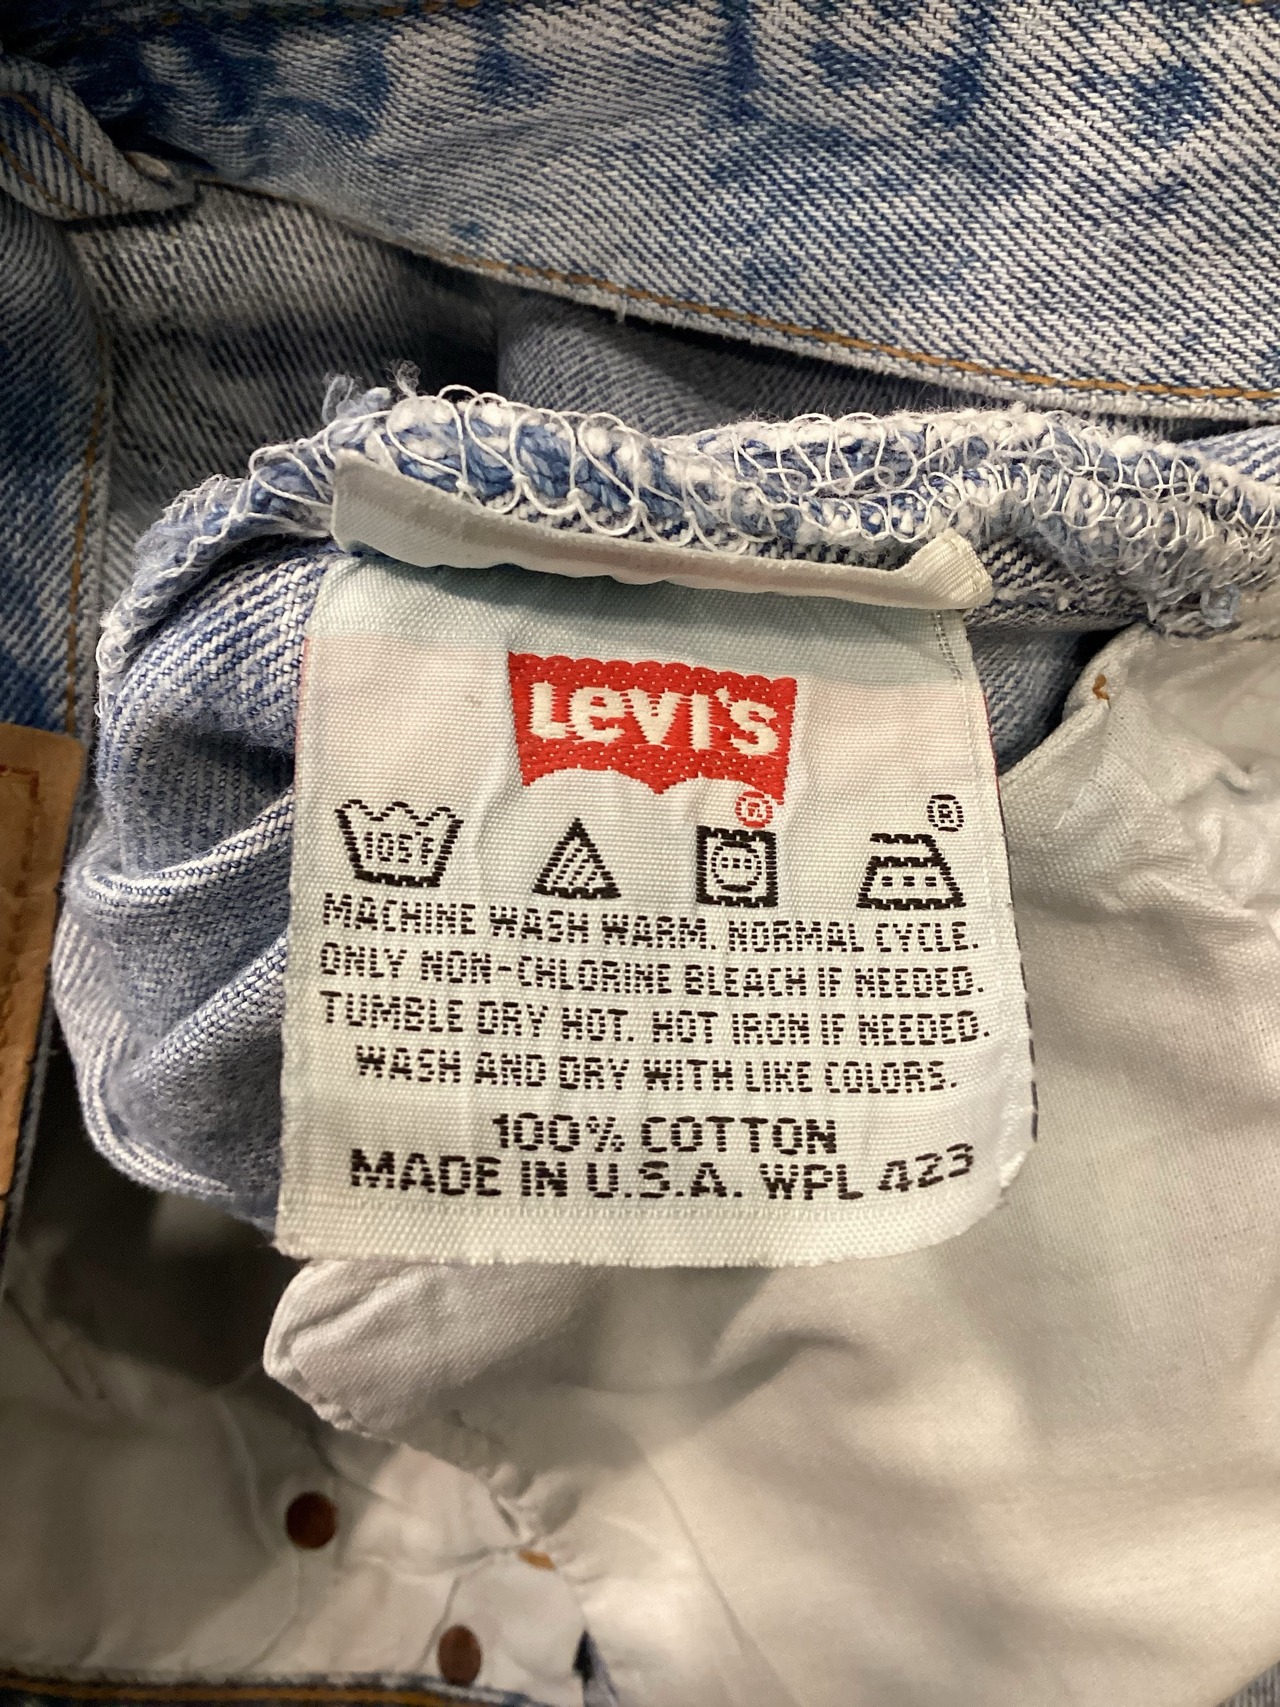 Levi's
®
®
105°F
MACHINE WASH WARM. NORMAL CYCLE.
ONLY NON-CHLORINE BLEACH IF NEEDED.
TUMBLE DRY HOT. HOT IRON IF NEEDED.
WASH AND DRY WITH LIKE COLORS.
100% COTTON
MADE IN U.S.A. WPL 423